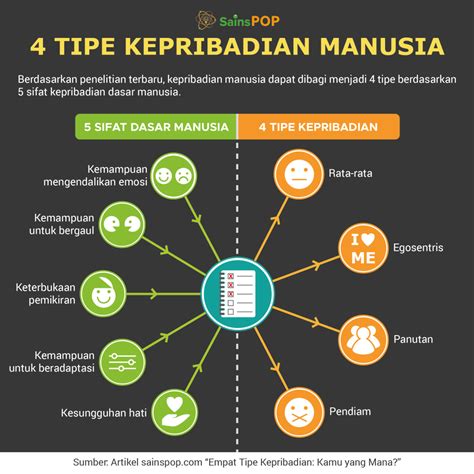 SainsPOP
4 TIPE KEPRIBADIAN MANUSIA
Berdasarkan penelitian terbaru, kepribadian manusia dapat dibagi menjadi 4 tipe berdasarkan
5 sifat kepribadian dasar manusia.
5 SIFAT DASAR MANUSIA
4 TIPE KEPRIBADIAN
Kemampuan
mengendalikan emosi
Kemampuan
untuk bergaul
Keterbukaan
pemikiran
Kemampuan
untuk beradaptasi
Kesungguhan hati
Rata-rata
I
ME
Egosentris
Panutan
Pendiam
Sumber: Artikel sainspop.com “Empat Tipe Kepribadian: Kamu yang Mana?”